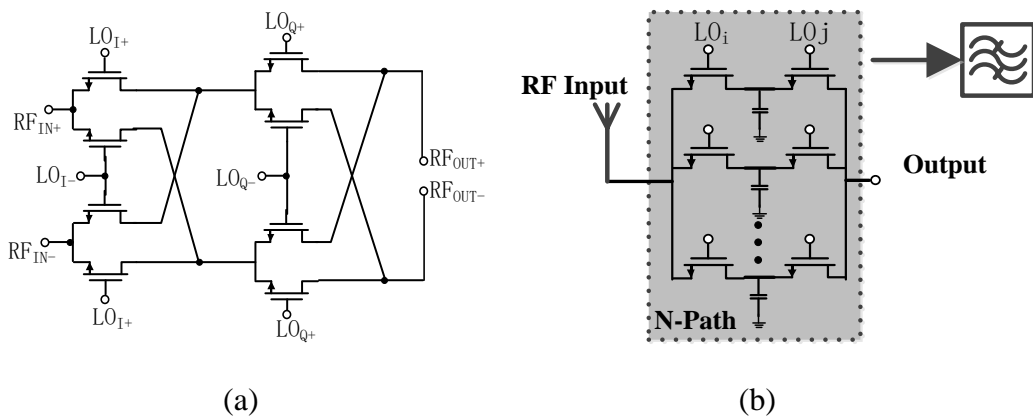 LO_{I+}
RF_{IN+}
LO_{I-}
RF_{IN-}
LO_{I+}
LO_{Q+}
LO_{Q-}
LO_{Q+}
RF_{OUT+}
RF_{OUT-}
(a)
RF Input
LO_i
LOj
Output
N-Path
(b)